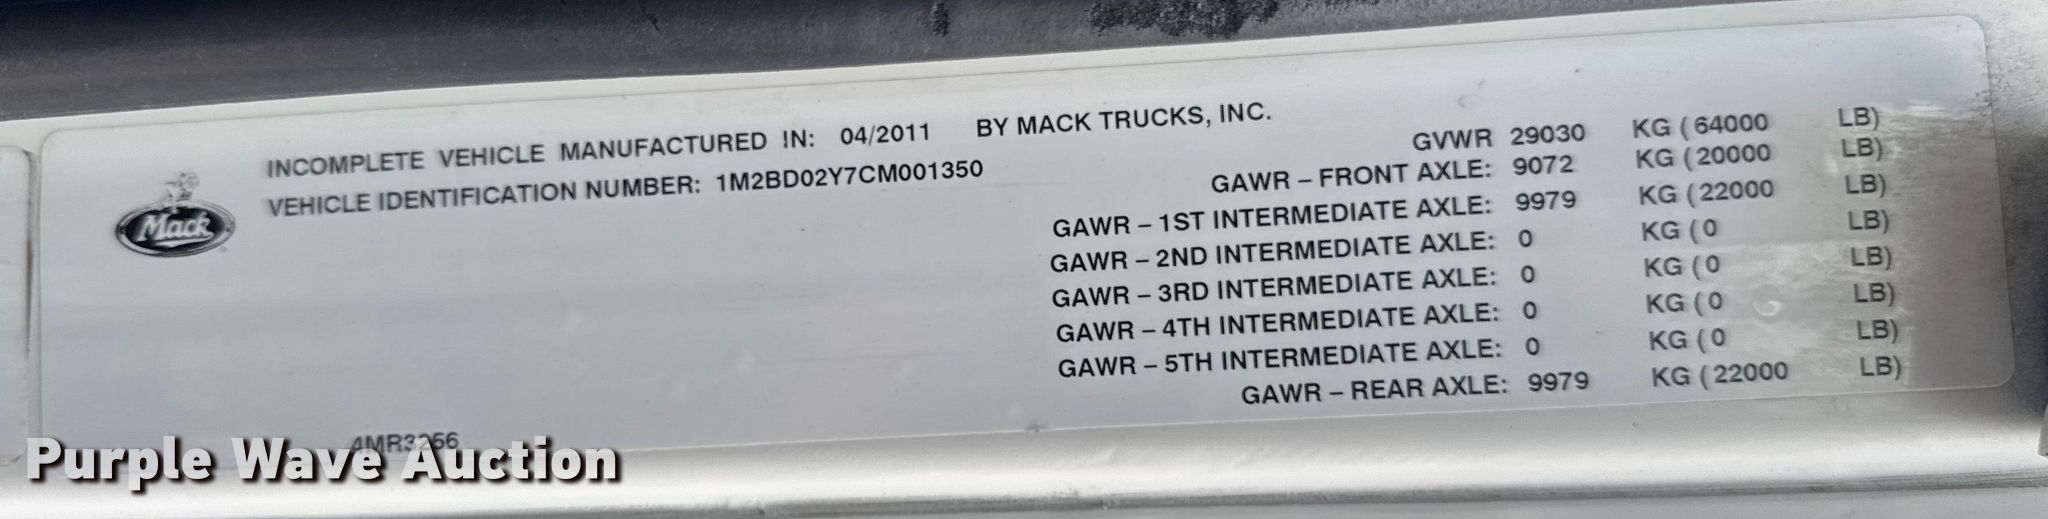 INCOMPLETE VEHICLE MANUFACTURED IN: 04/2011 BY MACK TRUCKS, INC.
VEHICLE IDENTIFICATION NUMBER: 1M2BD02Y7CM001350
Mack
GVWR 29030 KG (64000 LB)
GAWR – FRONT AXLE: 9072 KG (20000 LB)
GAWR – 1ST INTERMEDIATE AXLE: 9979 KG (22000 LB)
GAWR – 2ND INTERMEDIATE AXLE: 0 KG (0 LB)
GAWR – 3RD INTERMEDIATE AXLE: 0 KG (0 LB)
GAWR – 4TH INTERMEDIATE AXLE: 0 KG (0 LB)
GAWR – 5TH INTERMEDIATE AXLE: 0 KG (0 LB)
GAWR – REAR AXLE: 9979 KG (22000 LB)
Purple Wave Auction